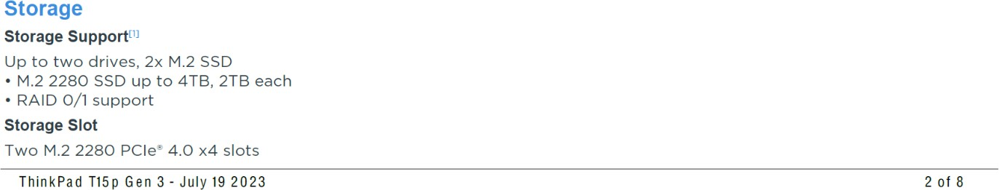 Storage
Storage Support[1]
Up to two drives, 2x M.2 SSD
• M.2 2280 SSD up to 4TB, 2TB each
• RAID 0/1 support
Storage Slot
Two M.2 2280 PCIe® 4.0 x4 slots
ThinkPad T15p Gen 3 - July 19 2023 2 of 8